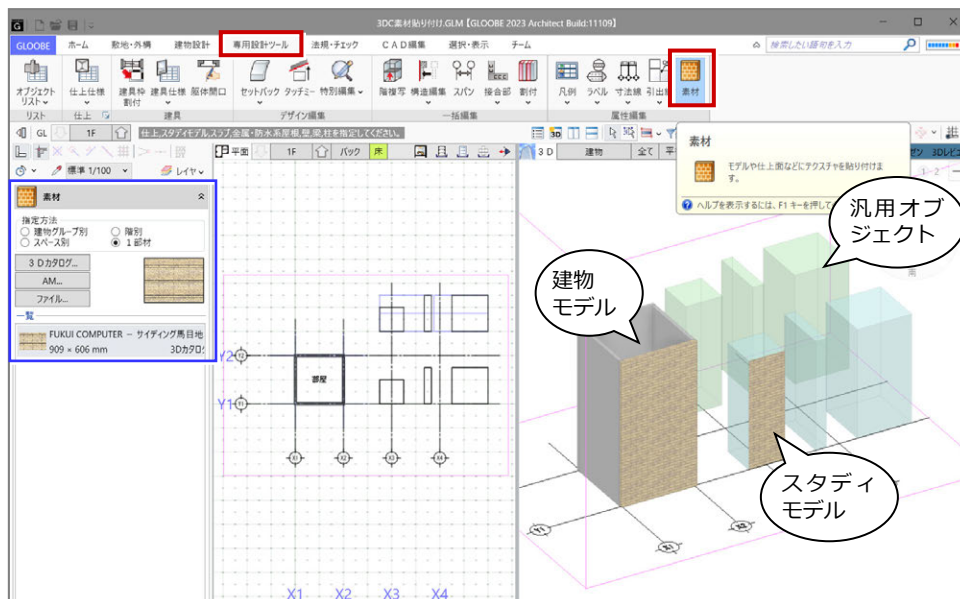 3DC素材貼り付け.GLM【GLOOBE 2023 Architect Build:11109】
GLOOBE ホーム 敷地・外構 建物設計 専用設計ツール 法規・チェック CAD編集 選択・表示 チーム 検索したい語句を入力
オブジェクトリスト 仕上仕様 建具枠割付 建具仕様 躯体開口 セットバック タッチミー 特別編集 階複写 構造編集 スパン 接合部 割付 凡例 ラベル 寸法線 引出線 素材
リスト 仕上 建具 デザイン編集 一括編集 属性編集
GL 1F 仕上,スタディモデル,スラブ,金属・防水系屋根,壁,梁,柱を指定してください。
平面 1F バック 床 3D 建物 全て
標準 1/100 レイヤ
素材
モデルや仕上面などにテクスチャを貼り付けます。
ヘルプを表示するには、F1 キーを押して
素材
指定方法
建物グループ別 階別
スペース別 1部材
3Dカタログ...
AM...
ファイル...
一覧
FUKUI COMPUTER － サイディング馬目地
909 × 606 mm 3Dカタロ
汎用オブ
ジェクト
建物
モデル
スタディ
モデル
Y2 Y2
部屋
Y1 Y1
X1 X2 X3 X4
Y1 X1 X2
X1 X2 X3 X4